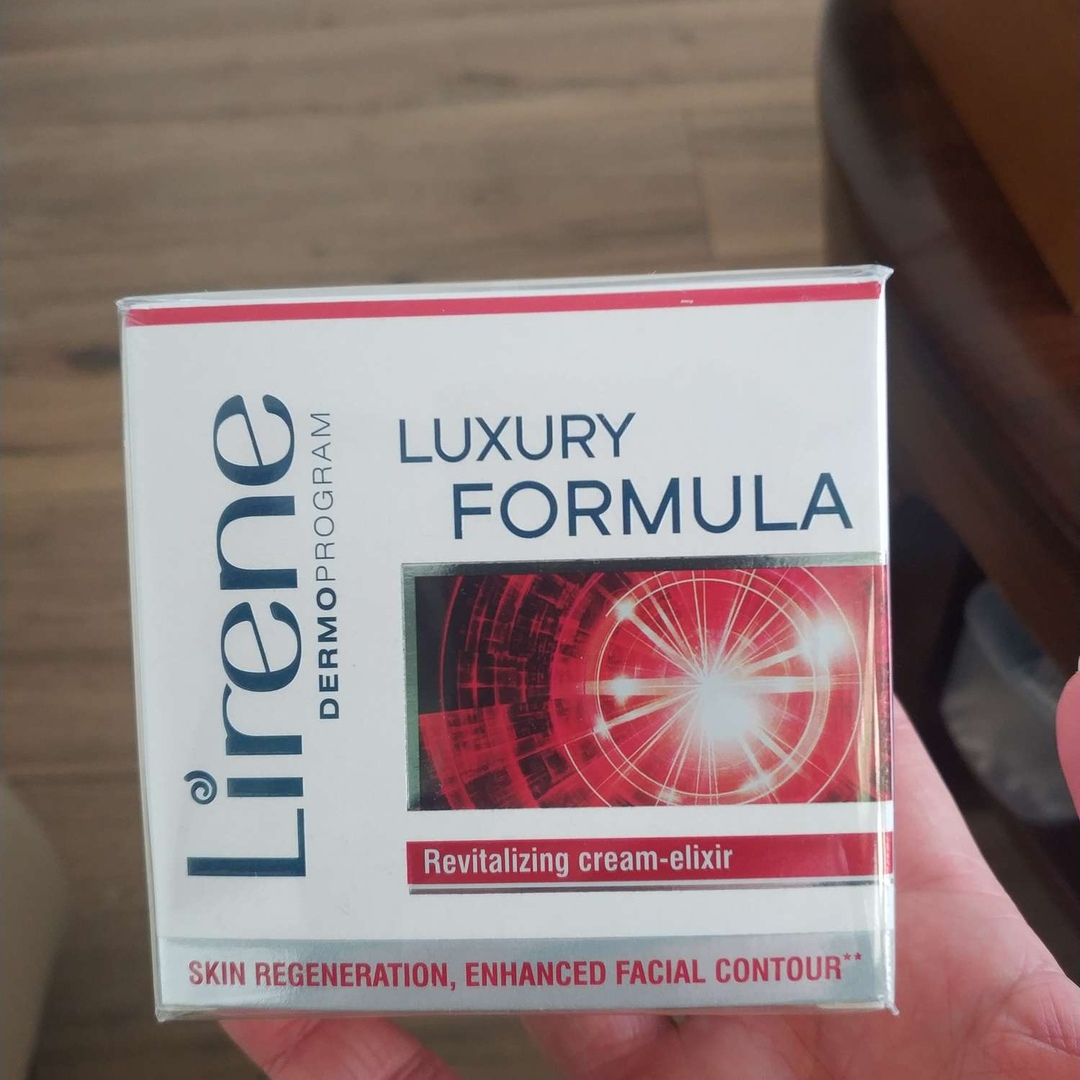 Lirene
DERMOPROGRAM
LUXURY
FORMULA
Revitalizing cream-elixir
SKIN REGENERATION, ENHANCED FACIAL CONTOUR**